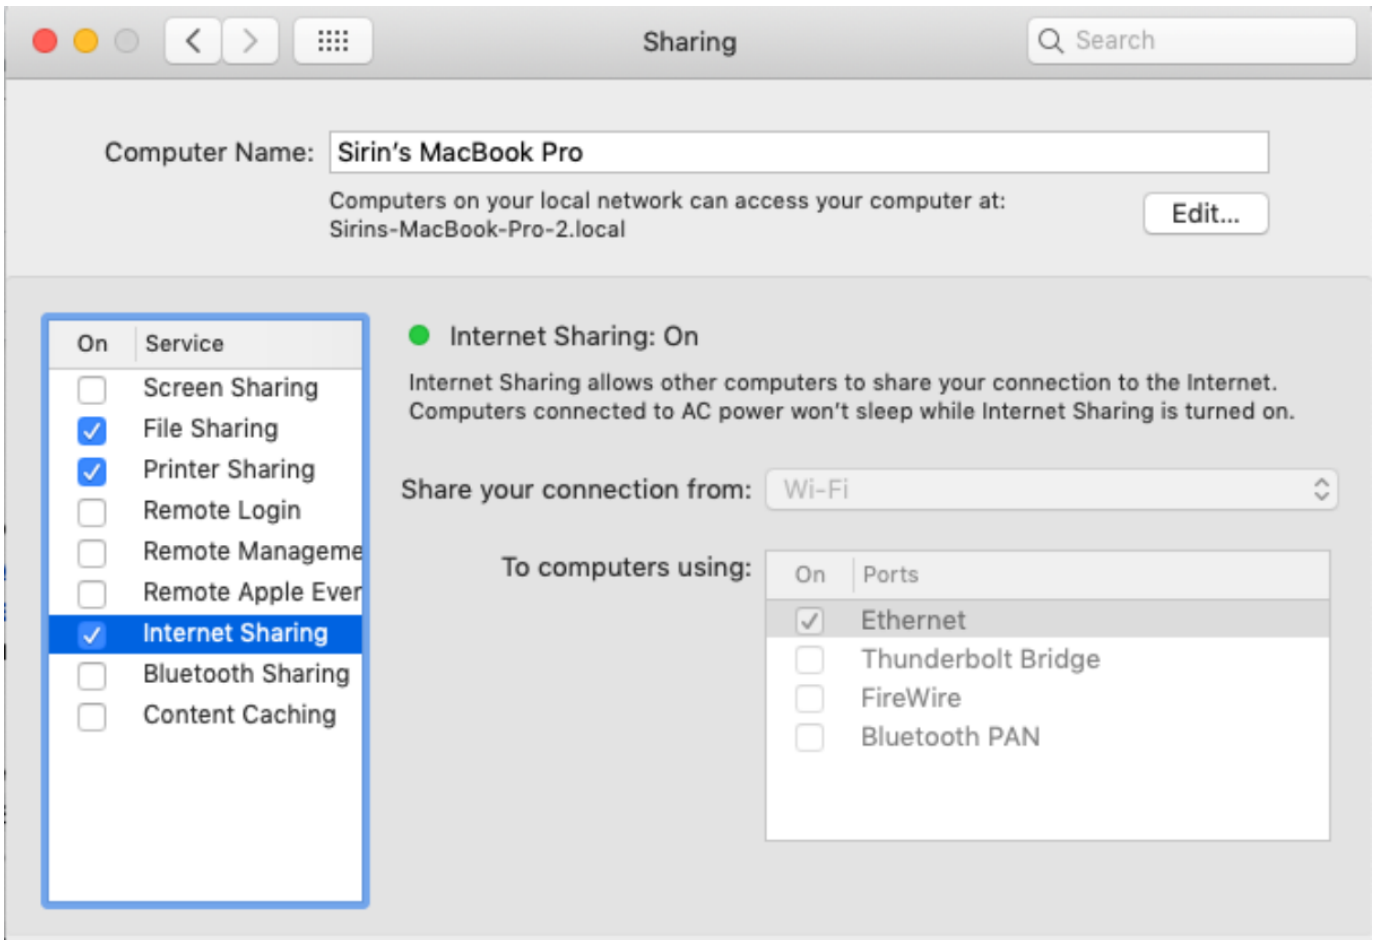 Sharing
Search
Computer Name: Sirin's MacBook Pro
Computers on your local network can access your computer at:
Sirins-MacBook-Pro-2.local
Edit...
On Service
Screen Sharing
File Sharing
Printer Sharing
Remote Login
Remote Manageme
Remote Apple Ever
Internet Sharing
Bluetooth Sharing
Content Caching
Internet Sharing: On
Internet Sharing allows other computers to share your connection to the Internet.
Computers connected to AC power won't sleep while Internet Sharing is turned on.
Share your connection from: Wi-Fi
To computers using:
On Ports
Ethernet
Thunderbolt Bridge
FireWire
Bluetooth PAN